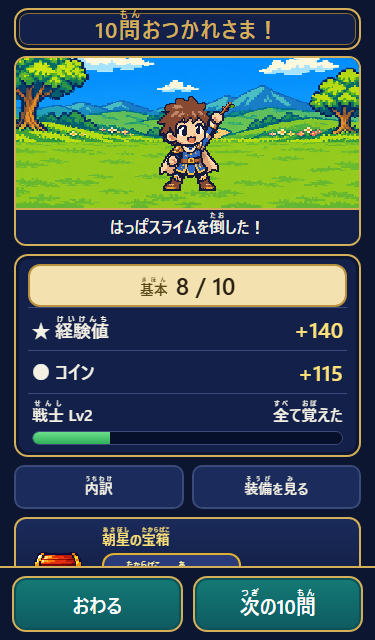 10問おつかれさま！
はっぱスライムを倒した！
基本 8 / 10
★ 経験値 +140
● コイン +115
戦士 Lv2 全て覚えた
内訳 装備を見る
朝星の宝箱
おわる 次の10問